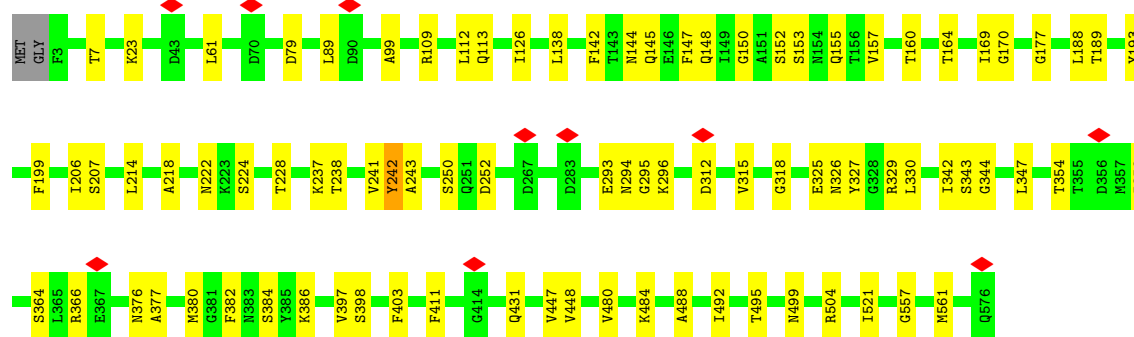 MET GLY F3 T7 K23 D43 L61 D70 D79 L89 D90 A99 R109 L112 Q113 I126 L138 F142 T143 N144 Q145 E146 F147 Q148 I149 G150 A151 S152 S153 N154 Q155 T156 V157 T160 T164 I169 G170 G177 L188 T189
F199 I206 S207 L214 A218 N222 K223 S224 T228 K237 T238 V241 Y242 A243 S250 Q251 D252 D267 D283 E293 N294 G295 K296 D312 V315 G318 E325 N326 Y327 G328 R329 L330 I342 S343 G344 L347 T354 T355 D356 M357
S364 L365 R366 E367 N376 A377 M380 G381 F382 N383 S384 Y385 K386 V397 S398 F403 F411 G414 Q431 V447 V448 V480 K484 A488 I492 T495 N499 R504 I521 G557 M561 Q576